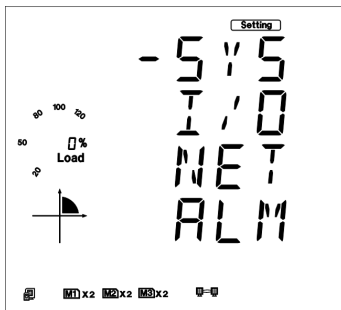 Setting
-SYS
I/O
NET
ALM
100
80 120
50 0%
Load
20
M1 X2 M2 X2 M3 X2